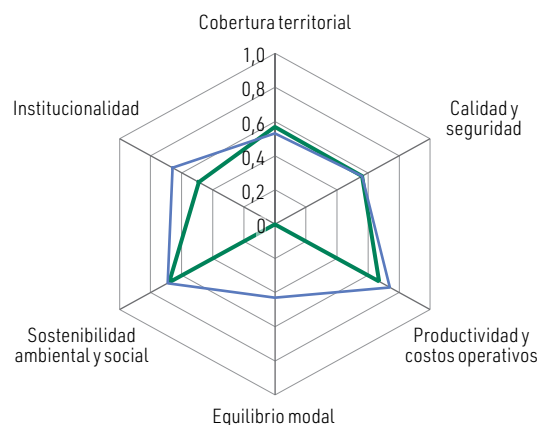 Cobertura territorial
1,0
0,8
0,6
0,4
0,2
0
Institucionalidad
Calidad y
seguridad
Sostenibilidad
ambiental y social
Productividad y
costos operativos
Equilibrio modal